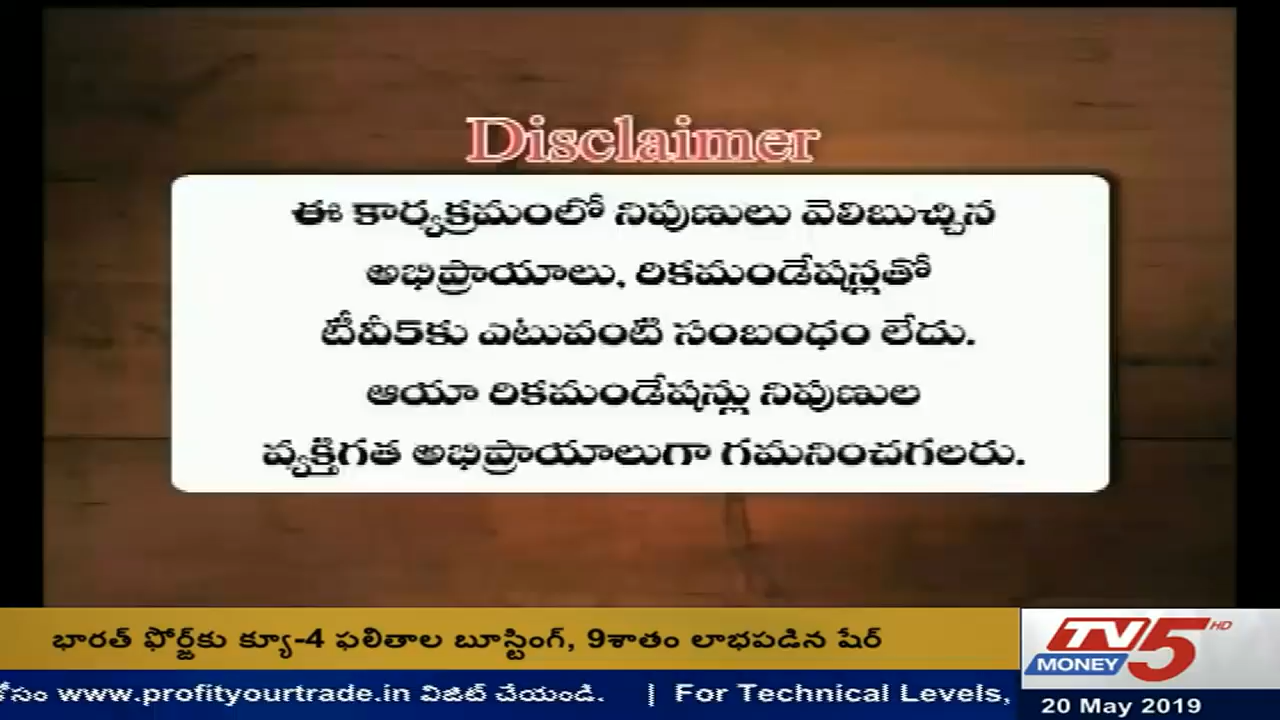 Disclaimer
ఈ కార్యక్రమంలో నిపుణులు వెలిబుచ్చిన
అభిప్రాయాలు, రికమండేషన్లతో
టీవీ5కు ఎటువంటి సంబంధం లేదు.
ఆయా రికమండేషన్లు నిపుణుల
వ్యక్తిగత అభిప్రాయాలుగా గమనించగలరు.
భారత్ ఫోర్జ్‌కు క్యూ-4 ఫలితాల బూస్టింగ్, 9శాతం లాభపడిన షేర్
TV5 HD
MONEY
కోసం www.profityourtrade.in విజిట్ చేయండి. | For Technical Levels,
20 May 2019